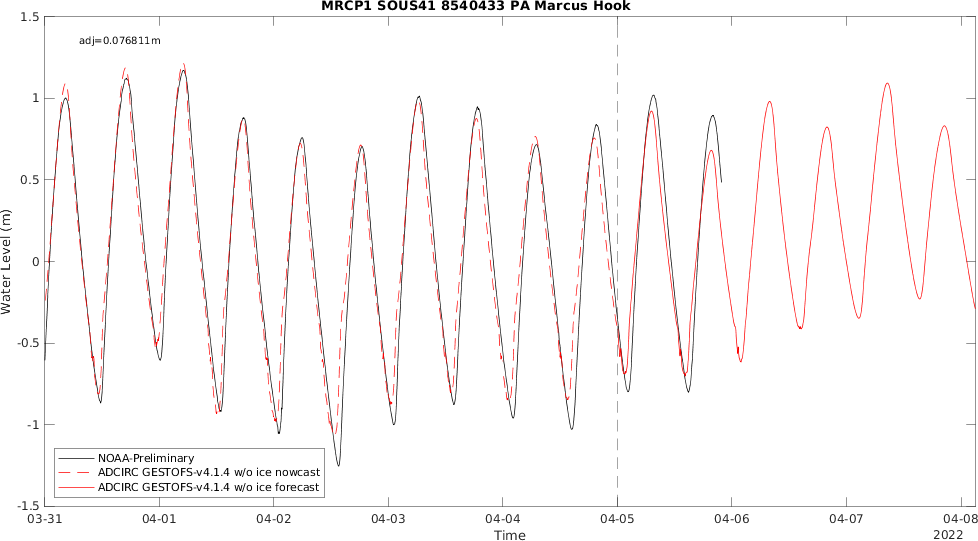 MRCP1 SOUS41 8540433 PA Marcus Hook
1.5
adj=0.076811m
1
0.5
0
-0.5
-1
-1.5
Water Level (m)
NOAA-Preliminary
ADCIRC GESTOFS-v4.1.4 w/o ice nowcast
ADCIRC GESTOFS-v4.1.4 w/o ice forecast
03-31 04-01 04-02 04-03 04-04 04-05 04-06 04-07 04-08
Time
2022